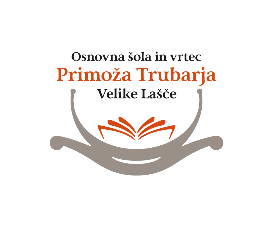 Osnovna šola in vrtec
Primoža Trubarja
Velike Lašče